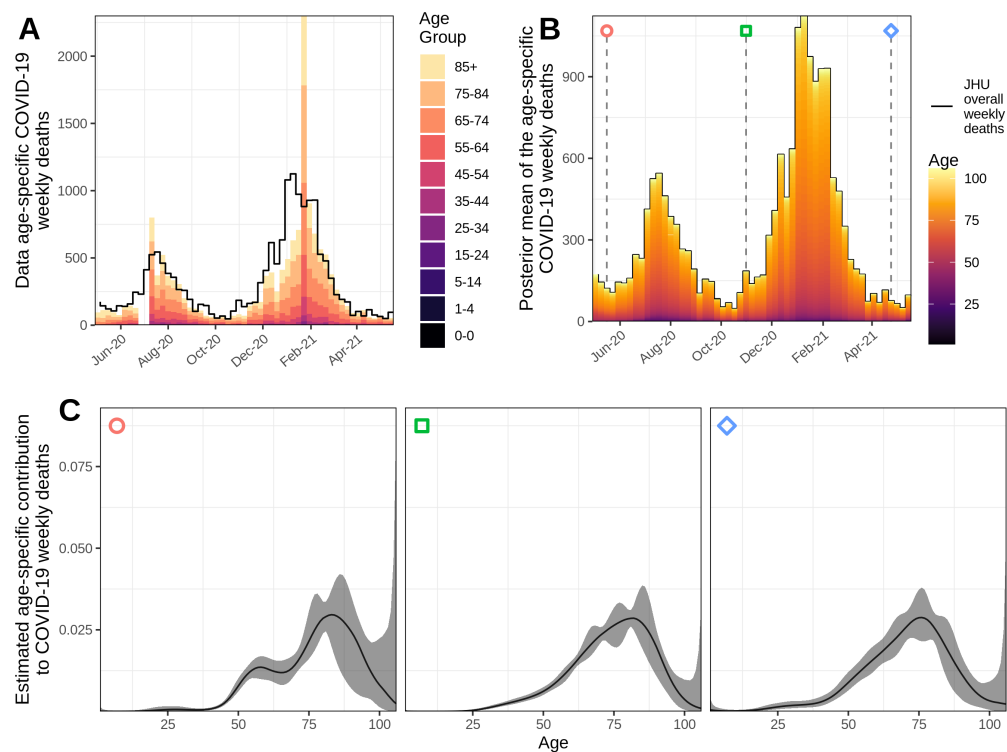 A
Data age-specific COVID-19
weekly deaths
2000
1500
1000
500
0
Jun-20
Aug-20
Oct-20
Dec-20
Feb-21
Apr-21
Age
Group
85+
75-84
65-74
55-64
45-54
35-44
25-34
15-24
5-14
1-4
0-0
B
Posterior mean of the age-specific
COVID-19 weekly deaths
900
600
300
0
Jun-20
Aug-20
Oct-20
Dec-20
Feb-21
Apr-21
JHU
overall
weekly
deaths
Age
100
75
50
25
C
Estimated age-specific contribution
to COVID-19 weekly deaths
0.075
0.050
0.025
25
50
75
100
25
50
75
100
25
50
75
100
Age